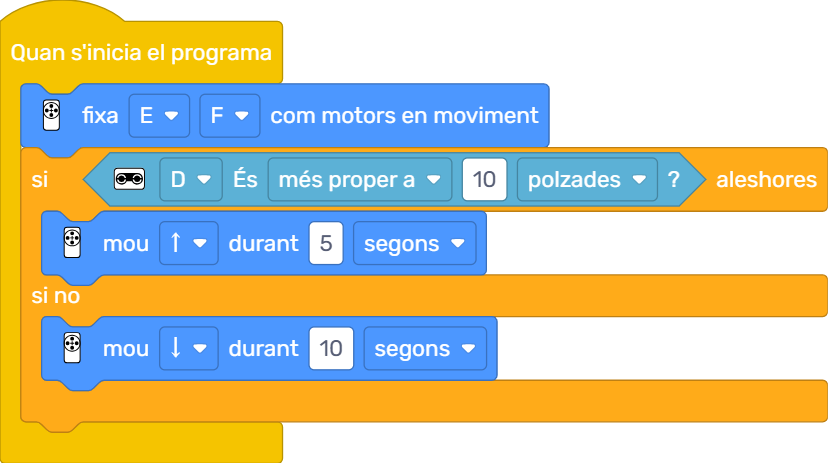 Quan s'inicia el programa
fixa E F com motors en moviment
si D És més proper a 10 polzades ? aleshores
mou ↑ durant 5 segons
si no
mou ↓ durant 10 segons